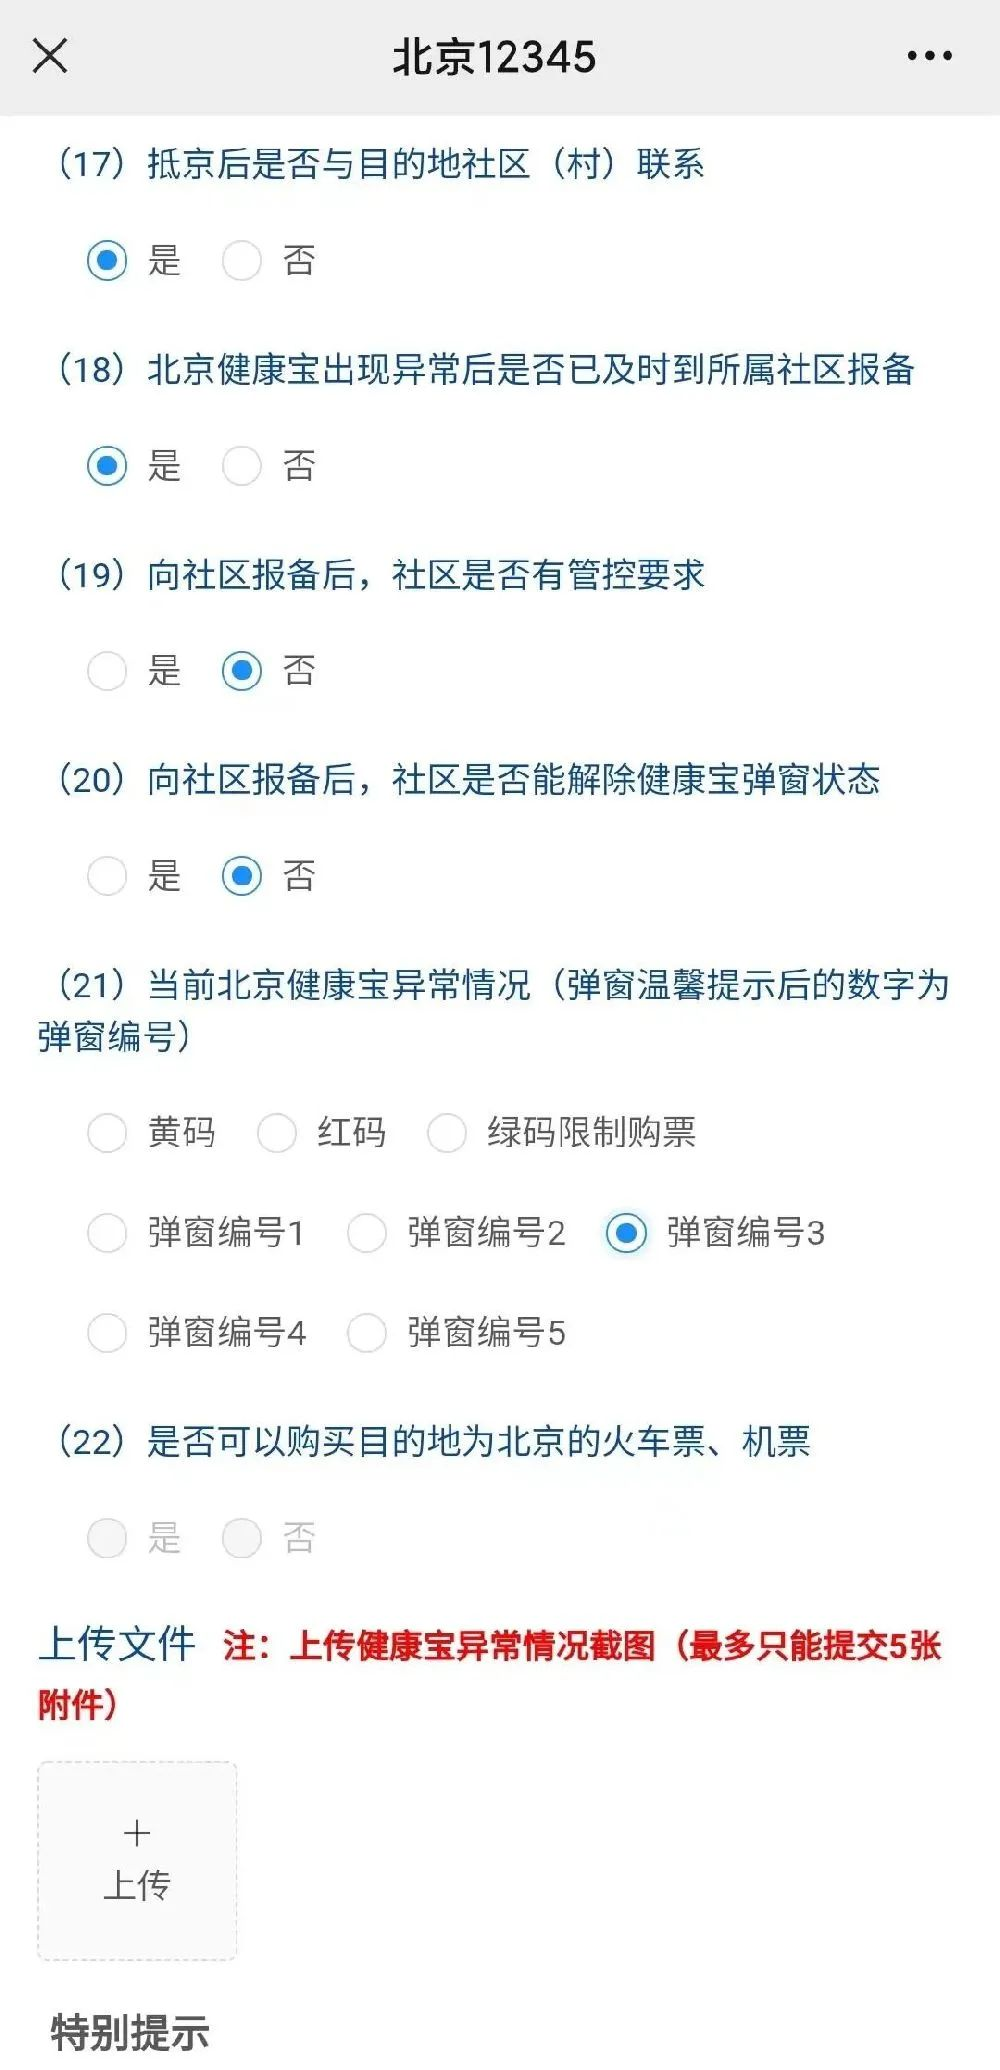 北京12345
（17）抵京后是否与目的地社区（村）联系
是 否
（18）北京健康宝出现异常后是否已及时到所属社区报备
是 否
（19）向社区报备后，社区是否有管控要求
是 否
（20）向社区报备后，社区是否能解除健康宝弹窗状态
是 否
（21）当前北京健康宝异常情况（弹窗温馨提示后的数字为
弹窗编号）
黄码 红码 绿码限制购票
弹窗编号1 弹窗编号2 弹窗编号3
弹窗编号4 弹窗编号5
（22）是否可以购买目的地为北京的火车票、机票
是 否
上传文件 注：上传健康宝异常情况截图（最多只能提交5张
附件）
上传
特别提示